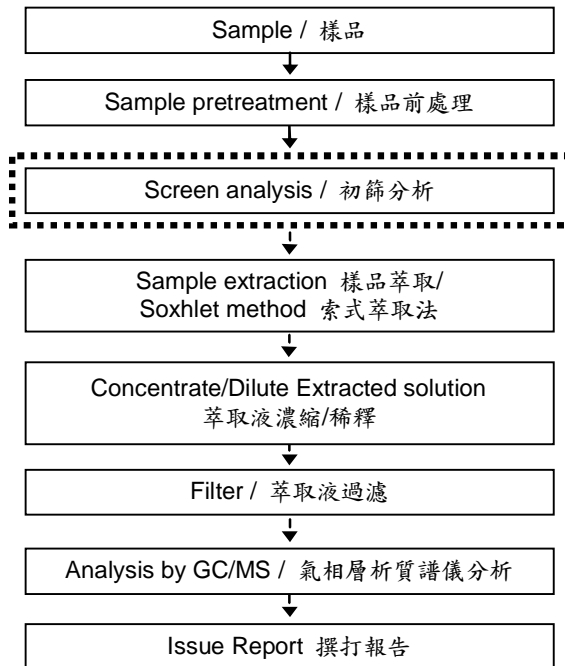 Sample / 樣品
Sample pretreatment / 樣品前處理
Screen analysis / 初篩分析
Sample extraction 樣品萃取/
Soxhlet method 索式萃取法
Concentrate/Dilute Extracted solution
萃取液濃縮/稀釋
Filter / 萃取液過濾
Analysis by GC/MS / 氣相層析質譜儀分析
Issue Report 撰打報告